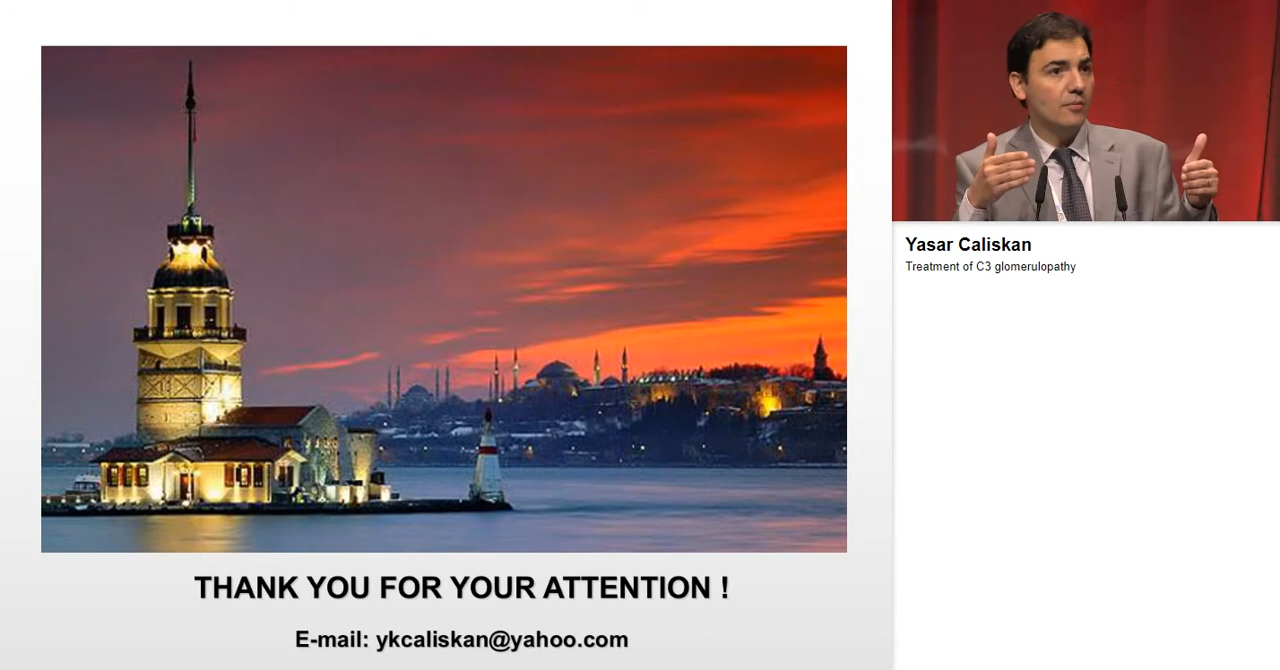 THANK YOU FOR YOUR ATTENTION !
E-mail: ykcaliskan@yahoo.com
Yasar Caliskan
Treatment of C3 glomerulopathy